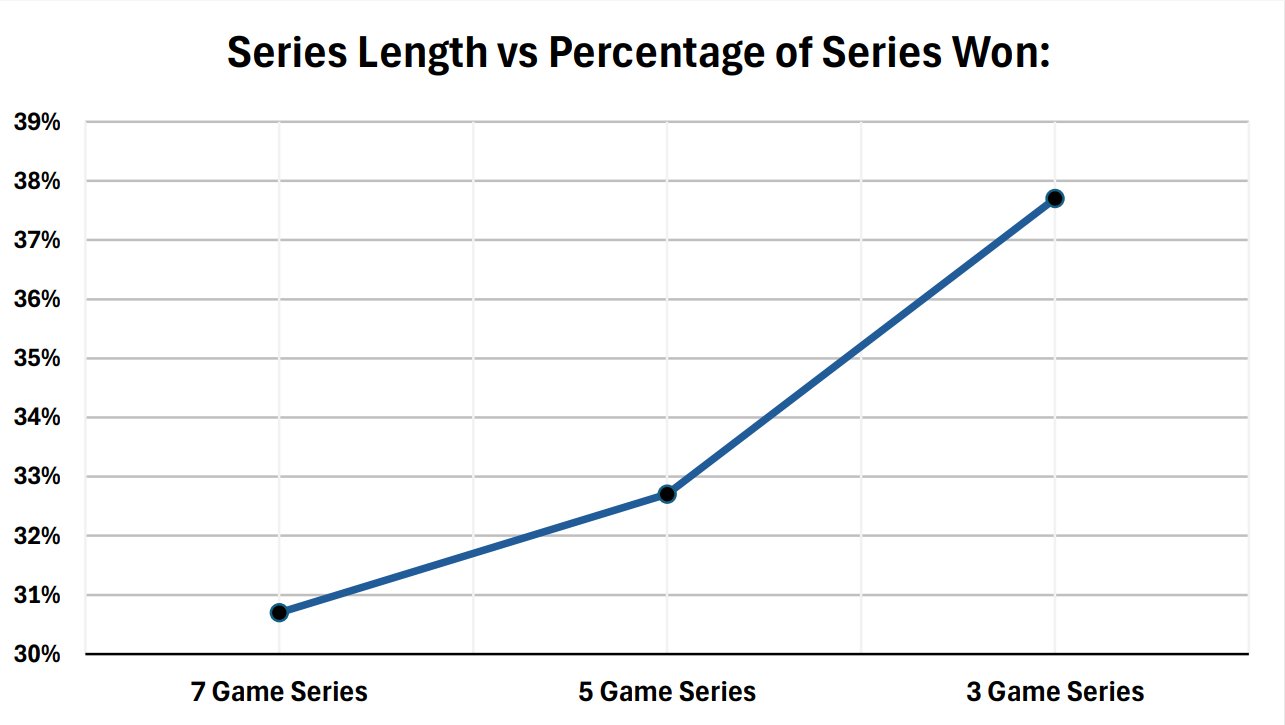 Series Length vs Percentage of Series Won:
39%
38%
37%
36%
35%
34%
33%
32%
31%
30%
7 Game Series
5 Game Series
3 Game Series